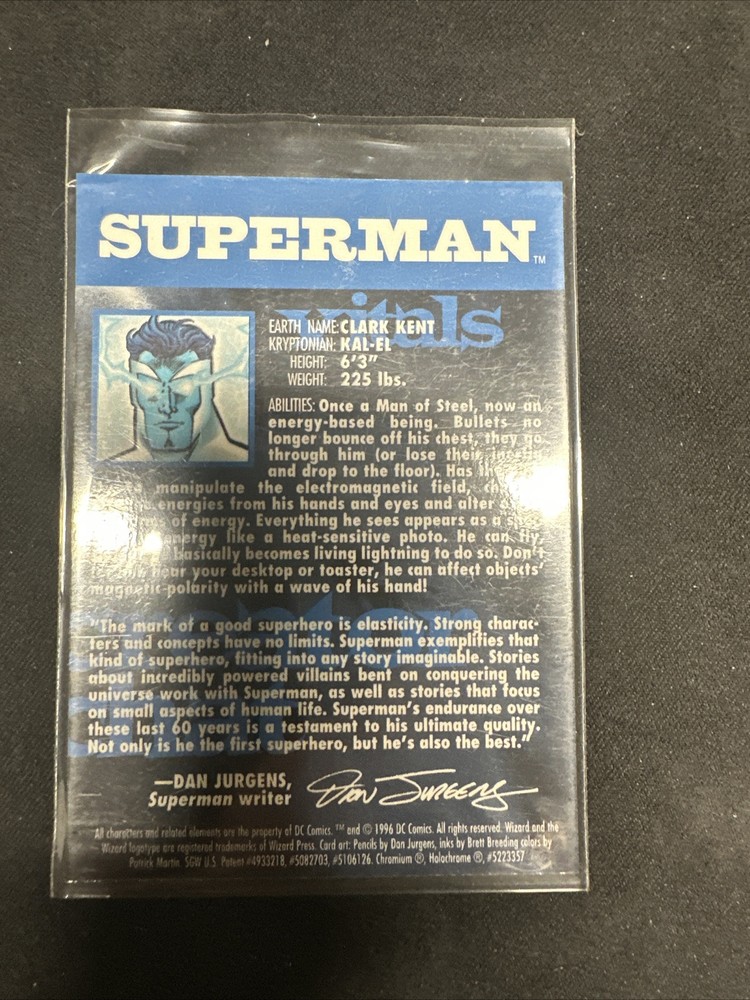 SUPERMAN™
vitals
EARTH NAME: CLARK KENT
KRYPTONIAN: KAL-EL
HEIGHT: 6'3"
WEIGHT: 225 lbs.
ABILITIES: Once a Man of Steel, now an
energy-based being. Bullets no
longer bounce off his chest, they go
through him (or lose their inertia
and drop to the floor). Has the
manipulate the electromagnetic field,
energies from his hands and eyes and alter
of energy. Everything he sees appears as a
energy like a heat-sensitive photo. He can fly,
basically becomes living lightning to do so. Don't
near your desktop or toaster, he can affect objects'
magnetic-polarity with a wave of his hand!
"The mark of a good superhero is elasticity. Strong charac-
ters and concepts have no limits. Superman exemplifies that
kind of superhero, fitting into any story imaginable. Stories
about incredibly powered villains bent on conquering the
universe work with Superman, as well as stories that focus
on small aspects of human life. Superman's endurance over
these last 60 years is a testament to his ultimate quality.
Not only is he the first superhero, but he's also the best."
—DAN JURGENS,
Superman writer
Dan Jurgens
All characters and related elements are the property of DC Comics. ™ and © 1996 DC Comics. All rights reserved. Wizard and the
Wizard logotype are registered trademarks of Wizard Press. Card art: Pencils by Dan Jurgens, inks by Brett Breeding colors by
Patrick Martin. SGW U.S. Patent #4933218, #5082703, #5106126. Chromium ®, Holochrome ®, #5223357